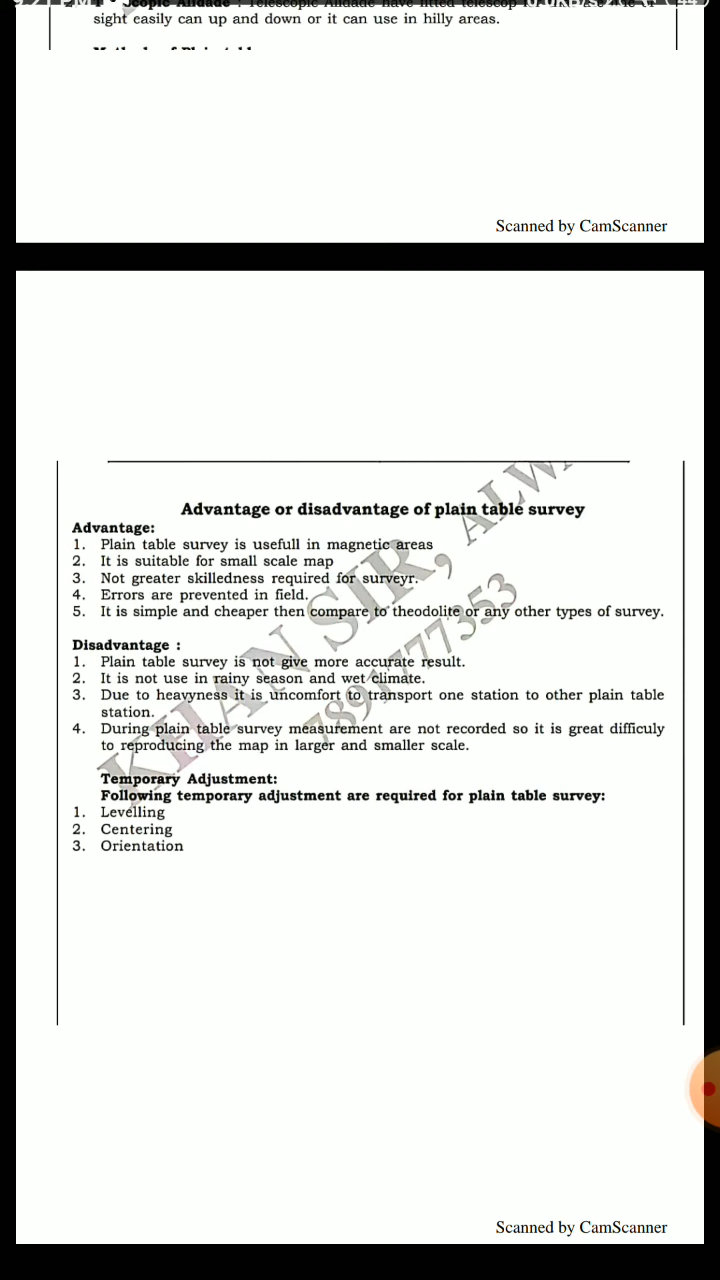 sight easily can up and down or it can use in hilly areas.
Scanned by CamScanner
Advantage or disadvantage of plain table survey
Advantage:
1. Plain table survey is usefull in magnetic areas
2. It is suitable for small scale map
3. Not greater skilledness required for surveyr.
4. Errors are prevented in field.
5. It is simple and cheaper then compare to theodolite or any other types of survey.
Disadvantage :
1. Plain table survey is not give more accurate result.
2. It is not use in rainy season and wet climate.
3. Due to heavyness it is uncomfort to transport one station to other plain table
station.
4. During plain table survey measurement are not recorded so it is great difficuly
to reproducing the map in larger and smaller scale.
Temporary Adjustment:
Following temporary adjustment are required for plain table survey:
1. Levelling
2. Centering
3. Orientation
KHAN SIR,
7891777353
Scanned by CamScanner